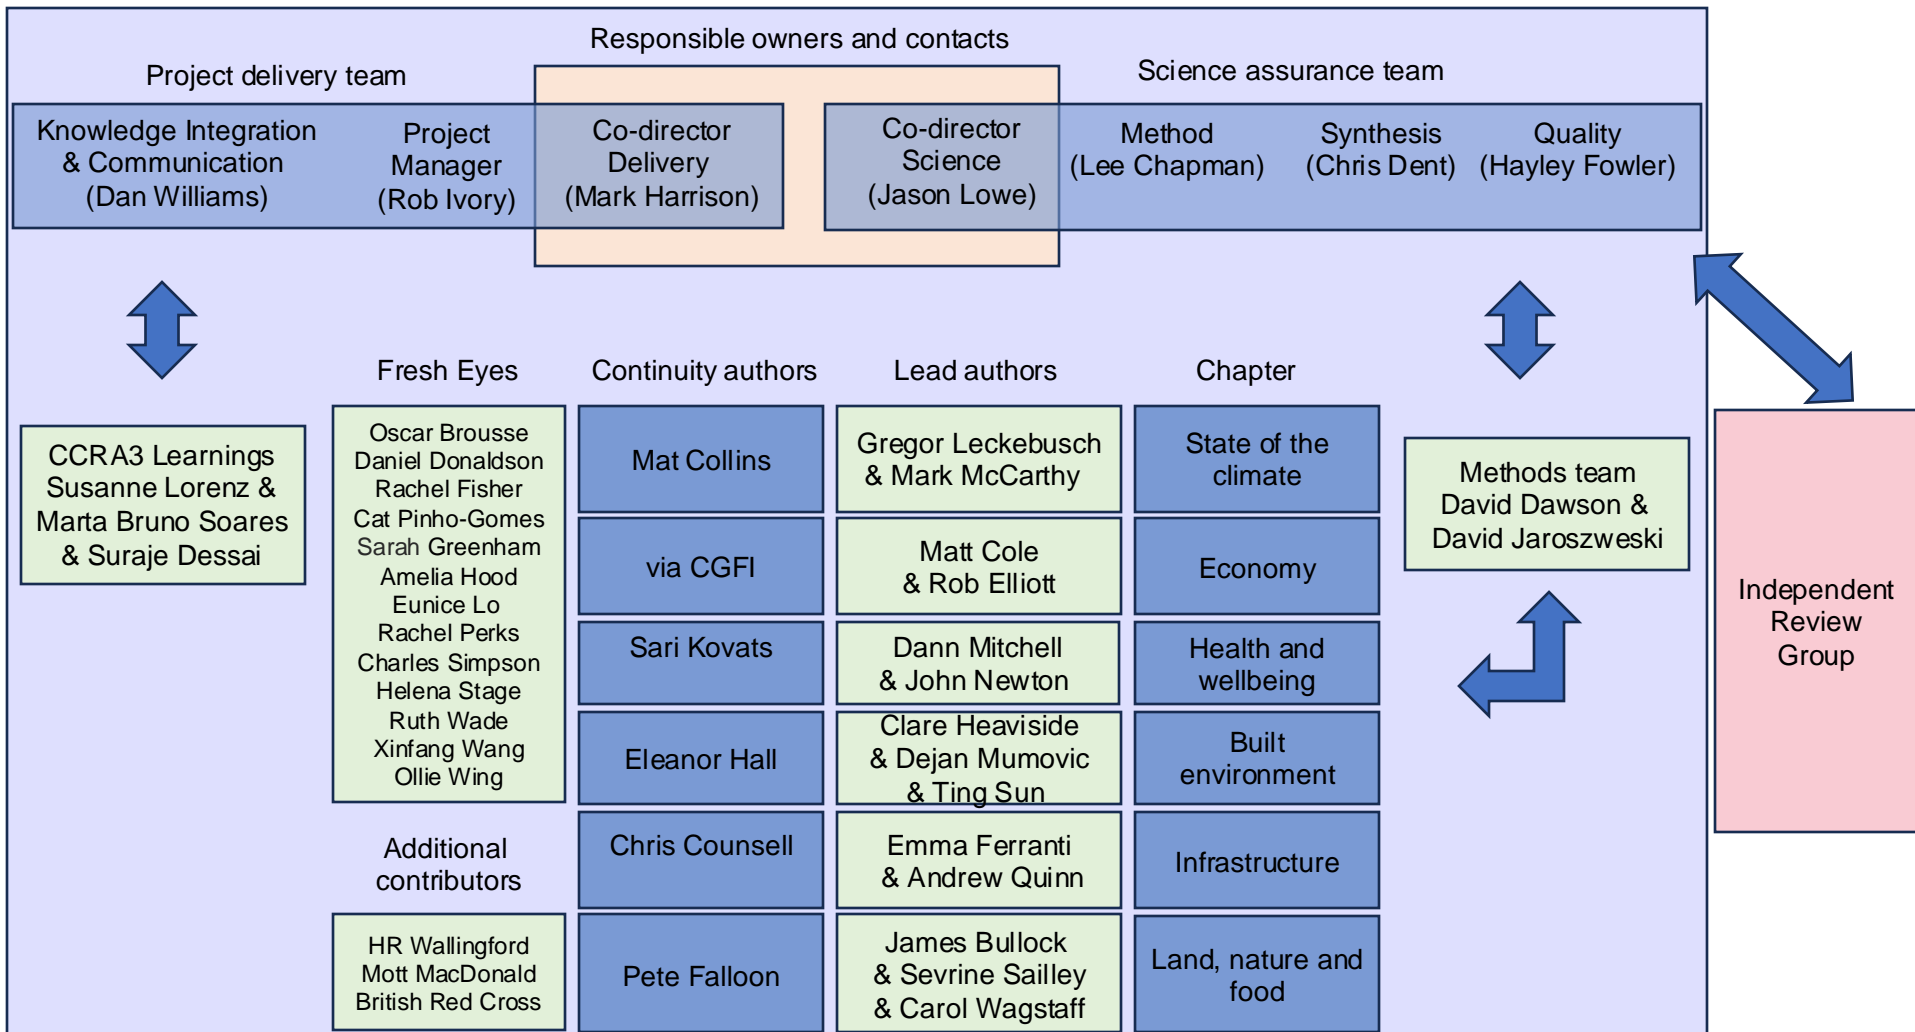 Responsible owners and contacts
Project delivery team
Science assurance team
Knowledge Integration
& Communication
(Dan Williams)
Project
Manager
(Rob Ivory)
Co-director
Delivery
(Mark Harrison)
Co-director
Science
(Jason Lowe)
Method
(Lee Chapman)
Synthesis
(Chris Dent)
Quality
(Hayley Fowler)
CCRA3 Learnings
Susanne Lorenz &
Marta Bruno Soares
& Suraje Dessai
Fresh Eyes
Oscar Brousse
Daniel Donaldson
Rachel Fisher
Cat Pinho-Gomes
Sarah Greenham
Amelia Hood
Eunice Lo
Rachel Perks
Charles Simpson
Helena Stage
Ruth Wade
Xinfang Wang
Ollie Wing
Additional
contributors
HR Wallingford
Mott MacDonald
British Red Cross
Continuity authors
Mat Collins
via CGFI
Sari Kovats
Eleanor Hall
Chris Counsell
Pete Falloon
Lead authors
Gregor Leckebusch
& Mark McCarthy
Matt Cole
& Rob Elliott
Dann Mitchell
& John Newton
Clare Heaviside
& Dejan Mumovic
& Ting Sun
Emma Ferranti
& Andrew Quinn
James Bullock
& Sevrine Sailley
& Carol Wagstaff
Chapter
State of the
climate
Economy
Health and
wellbeing
Built
environment
Infrastructure
Land, nature and
food
Methods team
David Dawson &
David Jaroszweski
Independent
Review
Group